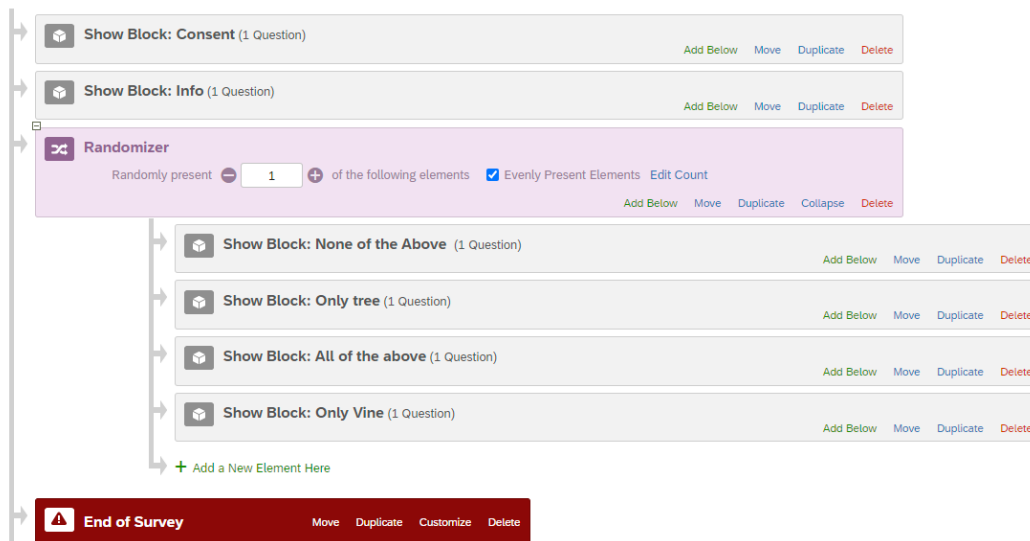 Show Block: Consent (1 Question)
Add Below Move Duplicate Delete
Show Block: Info (1 Question)
Add Below Move Duplicate Delete
Randomizer
Randomly present 1 of the following elements Evenly Present Elements Edit Count
Add Below Move Duplicate Collapse Delete
Show Block: None of the Above (1 Question)
Add Below Move Duplicate Delete
Show Block: Only tree (1 Question)
Add Below Move Duplicate Delete
Show Block: All of the above (1 Question)
Add Below Move Duplicate Delete
Show Block: Only Vine (1 Question)
Add Below Move Duplicate Delete
+ Add a New Element Here
End of Survey Move Duplicate Customize Delete